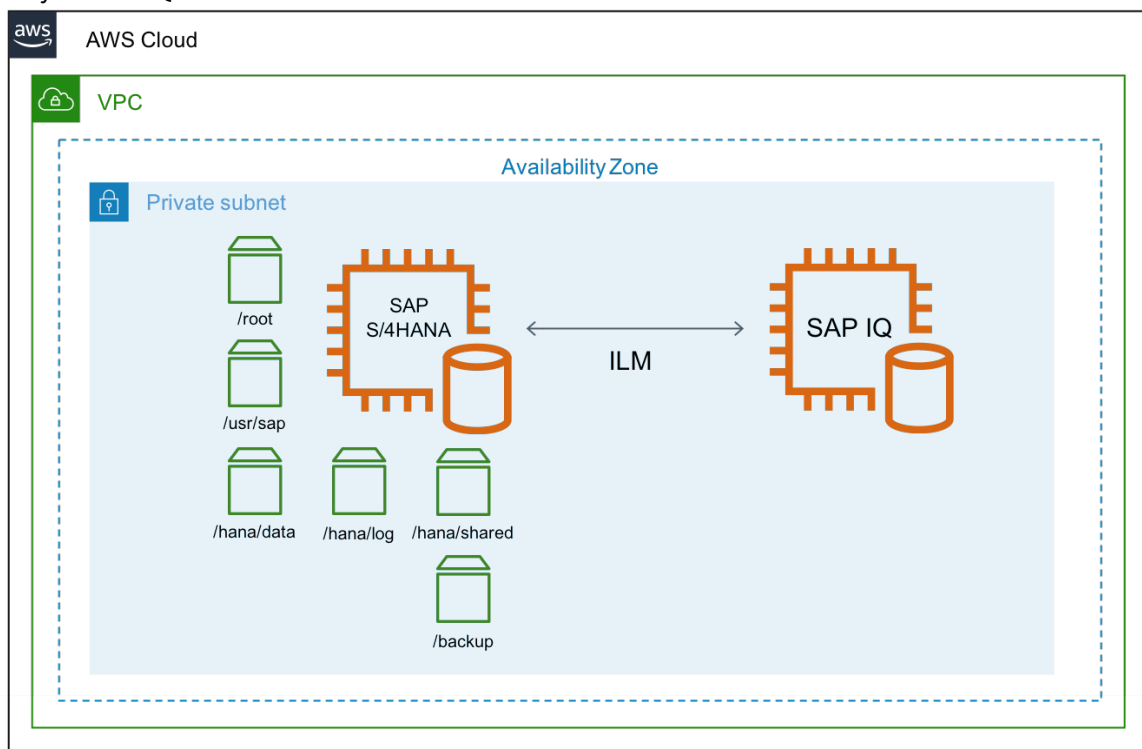 aws
AWS Cloud
VPC
Availability Zone
Private subnet
/root
SAP
S/4HANA
SAP IQ
ILM
/usr/sap
/hana/data
/hana/log
/hana/shared
/backup